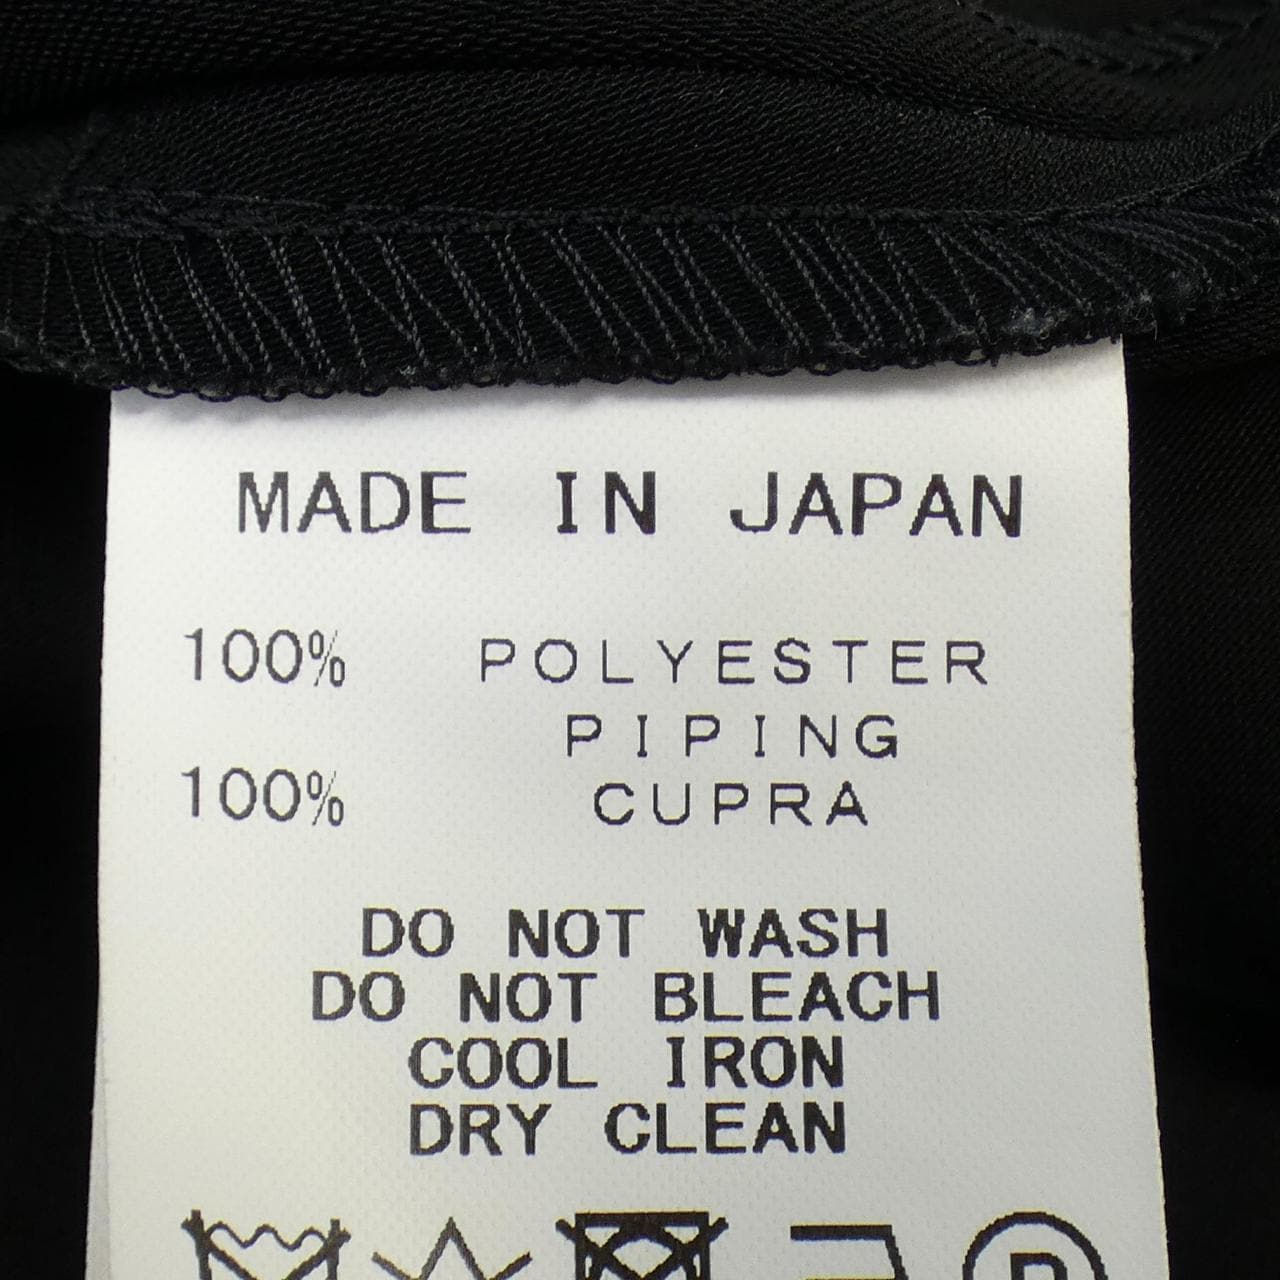 MADE IN JAPAN
100% POLYESTER
PIPING
100% CUPRA
DO NOT WASH
DO NOT BLEACH
COOL IRON
DRY CLEAN